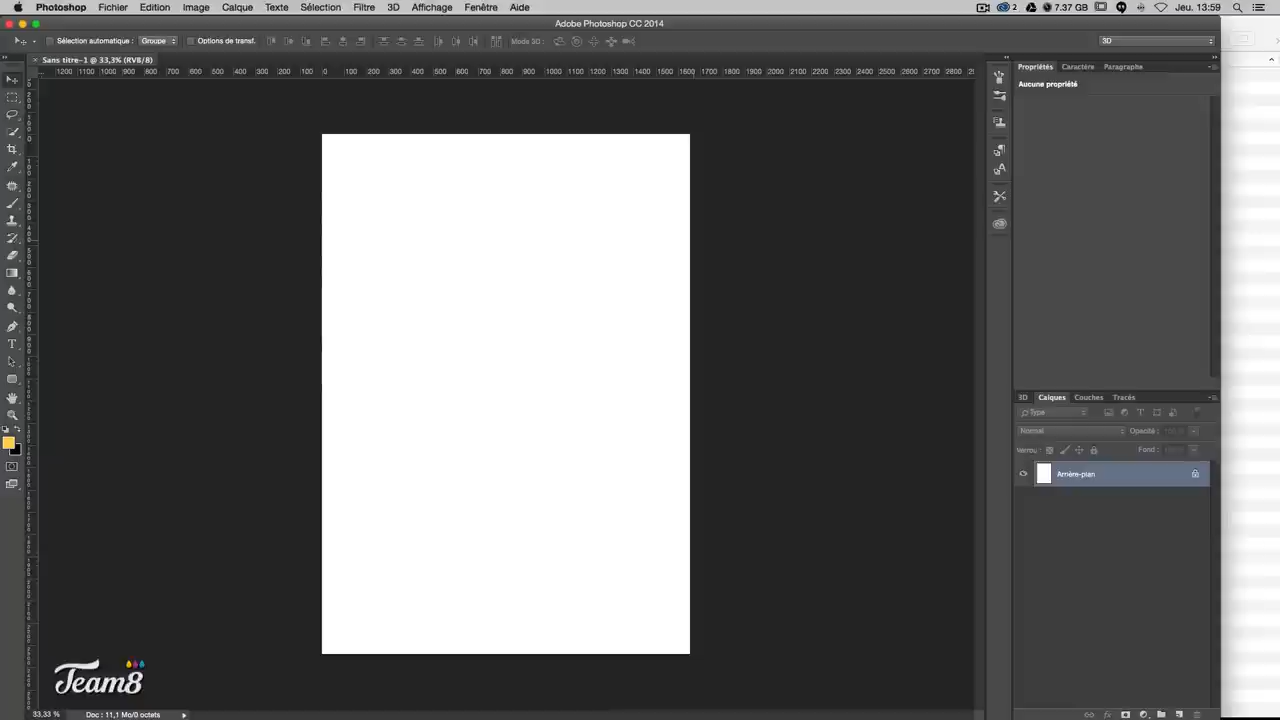 Photoshop Fichier Edition Image Calque Texte Sélection Filtre 3D Affichage Fenêtre Aide 2 7.37 GB Jeu. 13:59
Adobe Photoshop CC 2014
Sélection automatique : Groupe Options de transf. Mode 3D : 3D
× Sans titre-1 @ 33,3% (RVB/8)
1200 1100 1000 900 800 700 600 500 400 300 200 100 0 100 200 300 400 500 600 700 800 900 1000 1100 1200 1300 1400 1500 1600 1700 1800 1900 2000 2100 2200 2300 2400 2500 2600 2700 2800
Propriétés Caractère Paragraphe
Aucune propriété
3D Calques Couches Tracés
Type
Normal Opacité :
Verrou : Fond :
Arrière-plan
Team8
33,33 % Doc : 11,1 Mo/0 octets